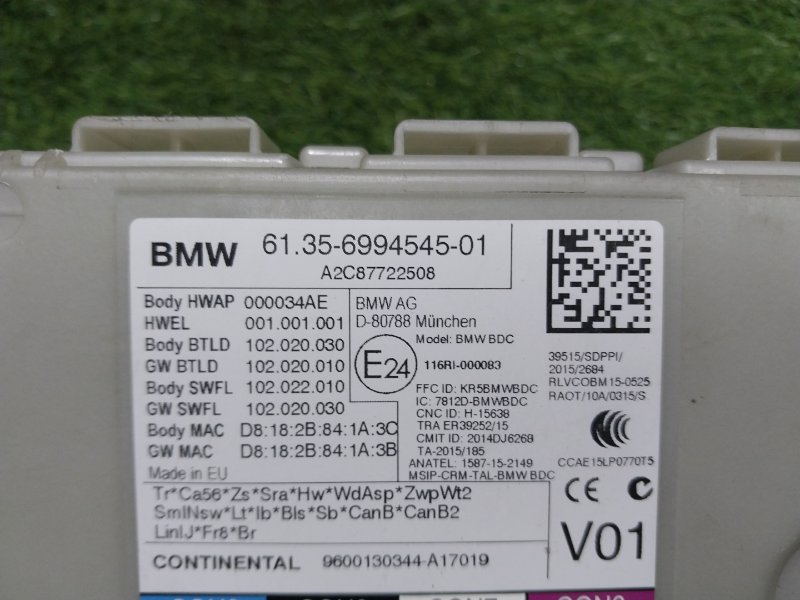 BMW 61.35-6994545-01
A2C87722508
Body HWAP 000034AE
HWEL 001.001.001
Body BTLD 102.020.030
GW BTLD 102.020.010
Body SWFL 102.022.010
GW SWFL 102.020.030
Body MAC D8:18:2B:84:1A:3C
GW MAC D8:18:2B:84:1A:3B
Made in EU
BMW AG
D-80788 München
Model: BMW BDC
E24 116RI-000083
FFC ID: KR5BMWBDC
IC: 7812D-BMWBDC
CNC ID: H-15638
TRA ER39252/15
CMIT ID: 2014DJ6268
TA-2015/185
ANATEL: 1587-15-2149
MSIP-CRM-TAL-BMW BDC
39515/SDPPI/
2015/2684
RLVCOBM15-0525
RAOT/10A/0315/S
CCAE15LP0770T5
CE
V01
Tr*Ca56*Zs*Sra*Hw*WdAsp*ZwpWt2
SmlNsw*Lt*Ib*Bls*Sb*CanB*CanB2
LinIJ*Fr8*Br
CONTINENTAL 9600130344-A17019